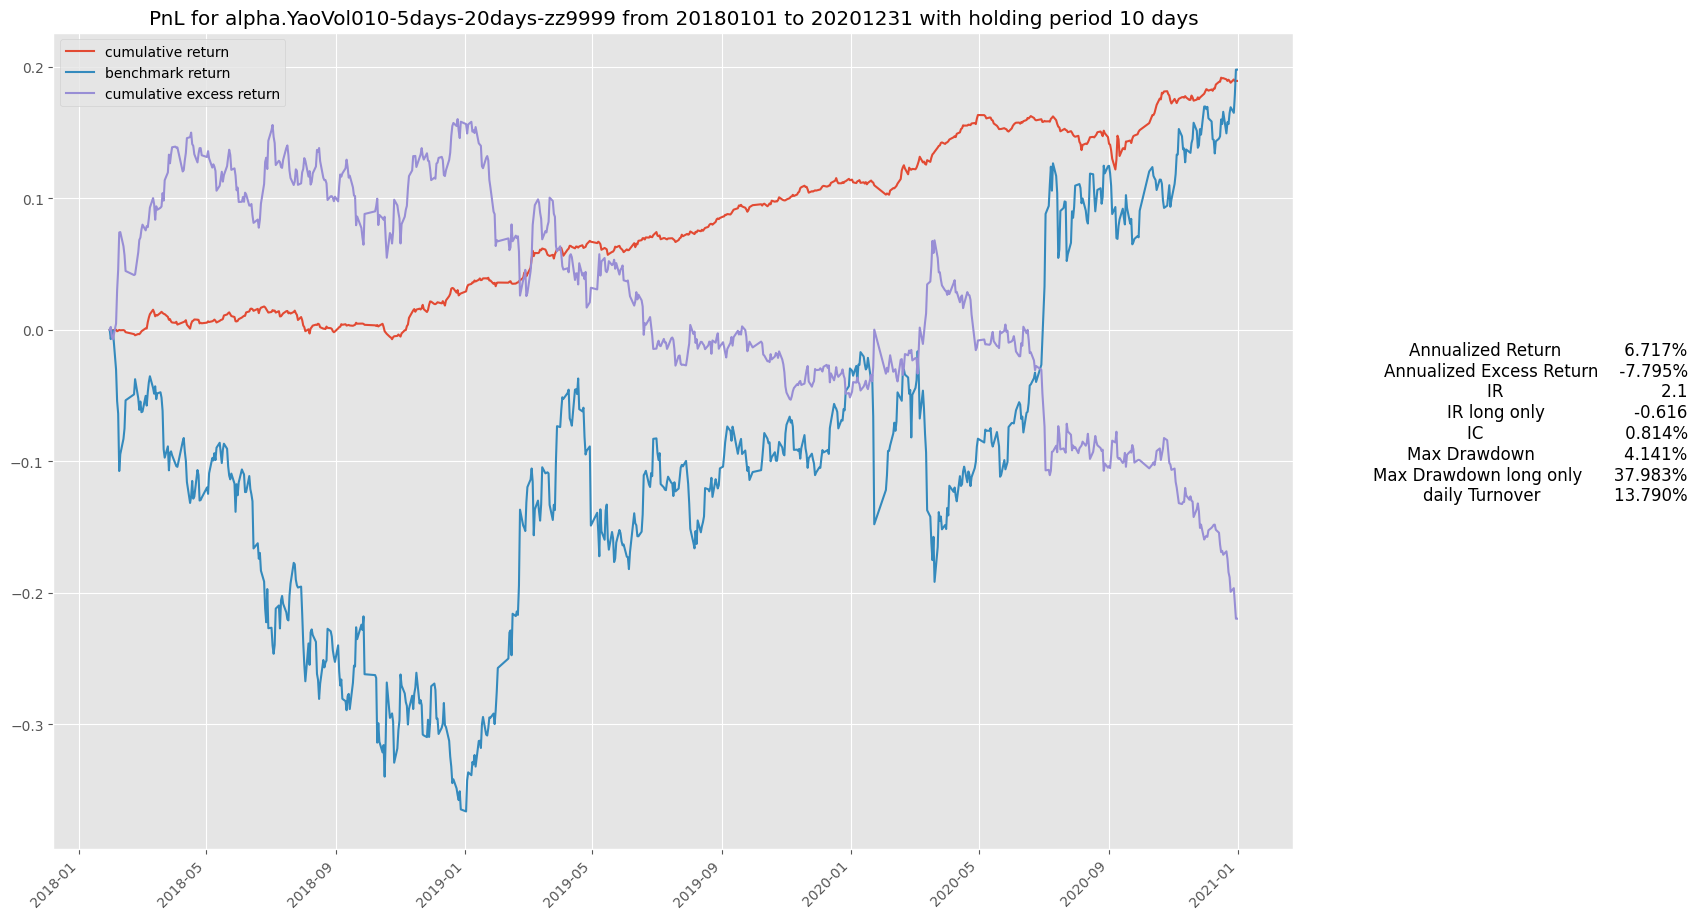 PnL for alpha.YaoVol010-5days-20days-zz9999 from 20180101 to 20201231 with holding period 10 days
cumulative return
benchmark return
cumulative excess return
0.2
0.1
0.0
−0.1
−0.2
−0.3
2018-01
2018-05
2018-09
2019-01
2019-05
2019-09
2020-01
2020-05
2020-09
2021-01
Annualized Return 6.717%
Annualized Excess Return -7.795%
IR 2.1
IR long only -0.616
IC 0.814%
Max Drawdown 4.141%
Max Drawdown long only 37.983%
daily Turnover 13.790%